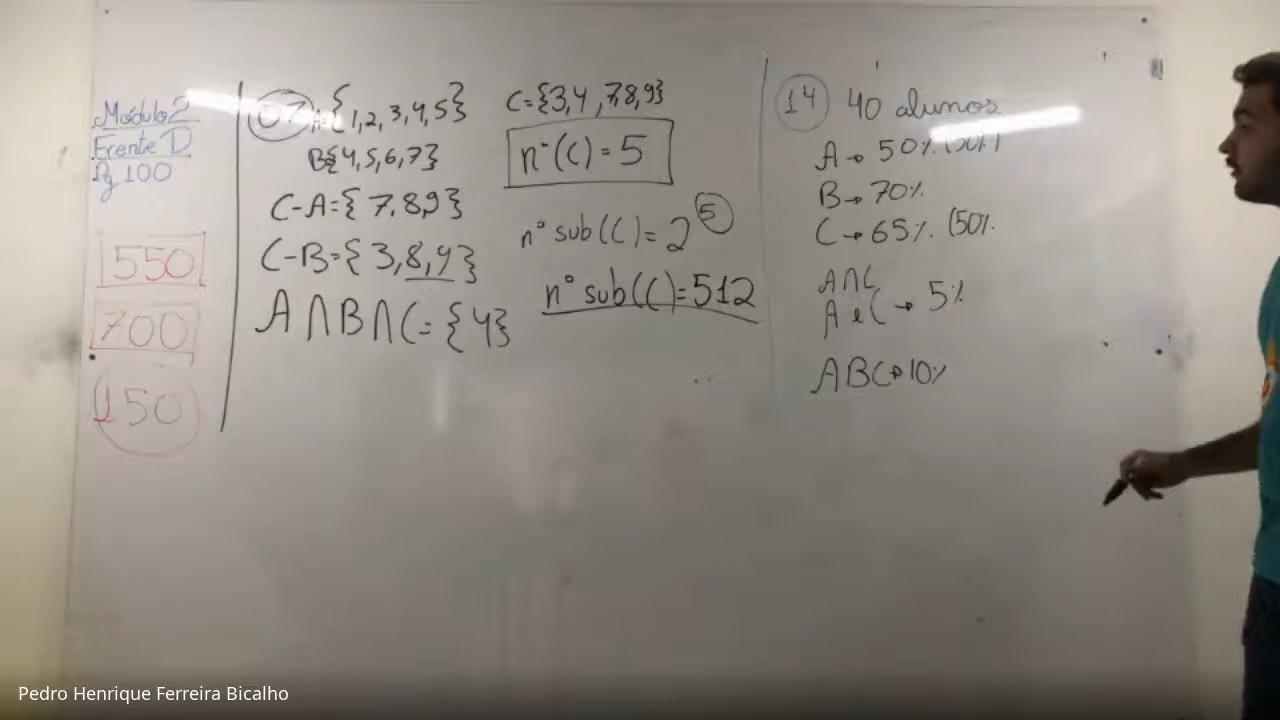 Módulo 2
Frente D
Pg 100
550
700
150
07 A={1,2,3,4,5}
B={4,5,6,7}
C-A={7,8,9}
C-B={3,8,9}
A∩B∩C={4}
C={3,4,7,8,9}
n°(C)=5
n° sub(C)=2^5
n° sub(C)=512
14 40 alunos
A→50%
B→70%
C→65% (50%
A∩C
A e C→5%
ABC→10%
Pedro Henrique Ferreira Bicalho